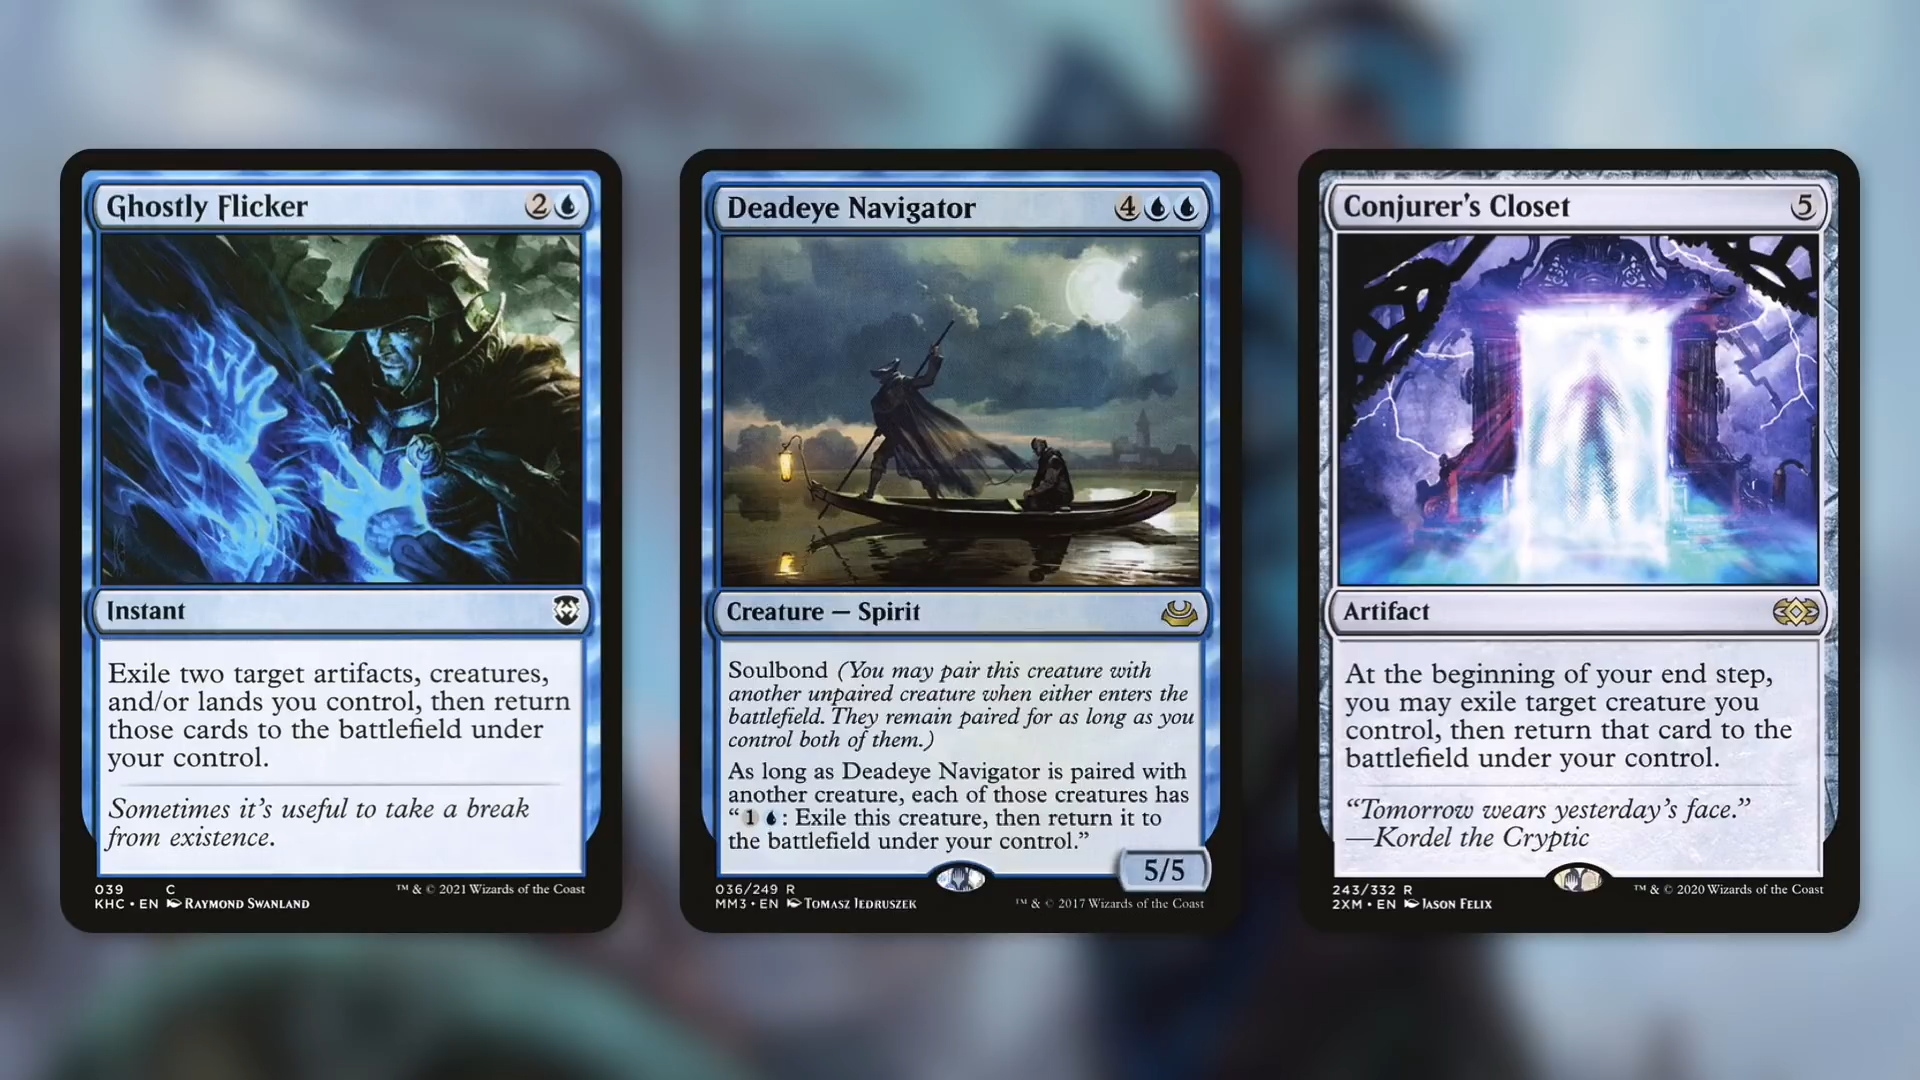 Ghostly Flicker 2
Instant
Exile two target artifacts, creatures,
and/or lands you control, then return
those cards to the battlefield under
your control.
Sometimes it's useful to take a break
from existence.
039 C
KHC • EN Raymond Swanland
™ & © 2021 Wizards of the Coast
Deadeye Navigator 4
Creature — Spirit
Soulbond (You may pair this creature with
another unpaired creature when either enters the
battlefield. They remain paired for as long as you
control both of them.)
As long as Deadeye Navigator is paired with
another creature, each of those creatures has
“1 : Exile this creature, then return it to
the battlefield under your control.”
5/5
036/249 R
MM3 • EN Tomasz Jedruszek
™ & © 2017 Wizards of the Coast
Conjurer's Closet 5
Artifact
At the beginning of your end step,
you may exile target creature you
control, then return that card to the
battlefield under your control.
“Tomorrow wears yesterday's face.”
—Kordel the Cryptic
243/332 R
2XM • EN Jason Felix
™ & © 2020 Wizards of the Coast